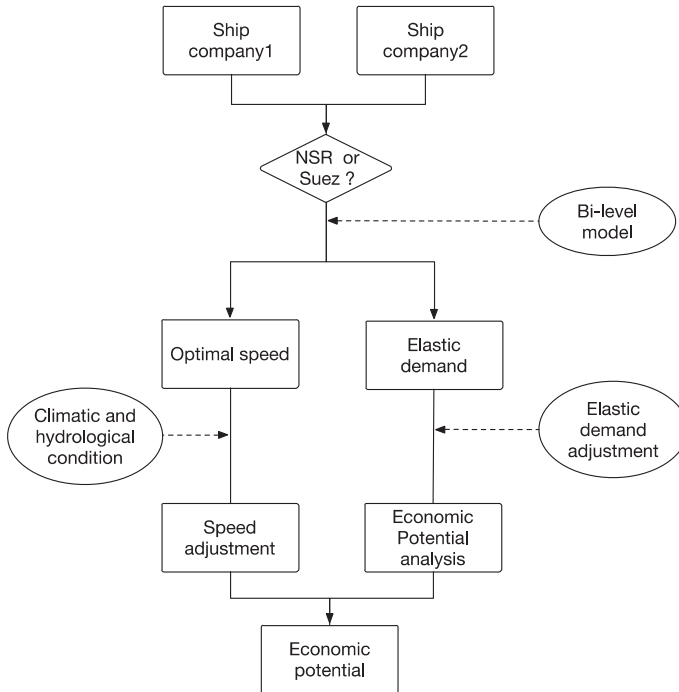 Ship
company1
Ship
company2
NSR or
Suez ?
Bi-level
model
Optimal speed
Elastic
demand
Climatic and
hydrological
condition
Elastic
demand
adjustment
Speed
adjustment
Economic
Potential
analysis
Economic
potential